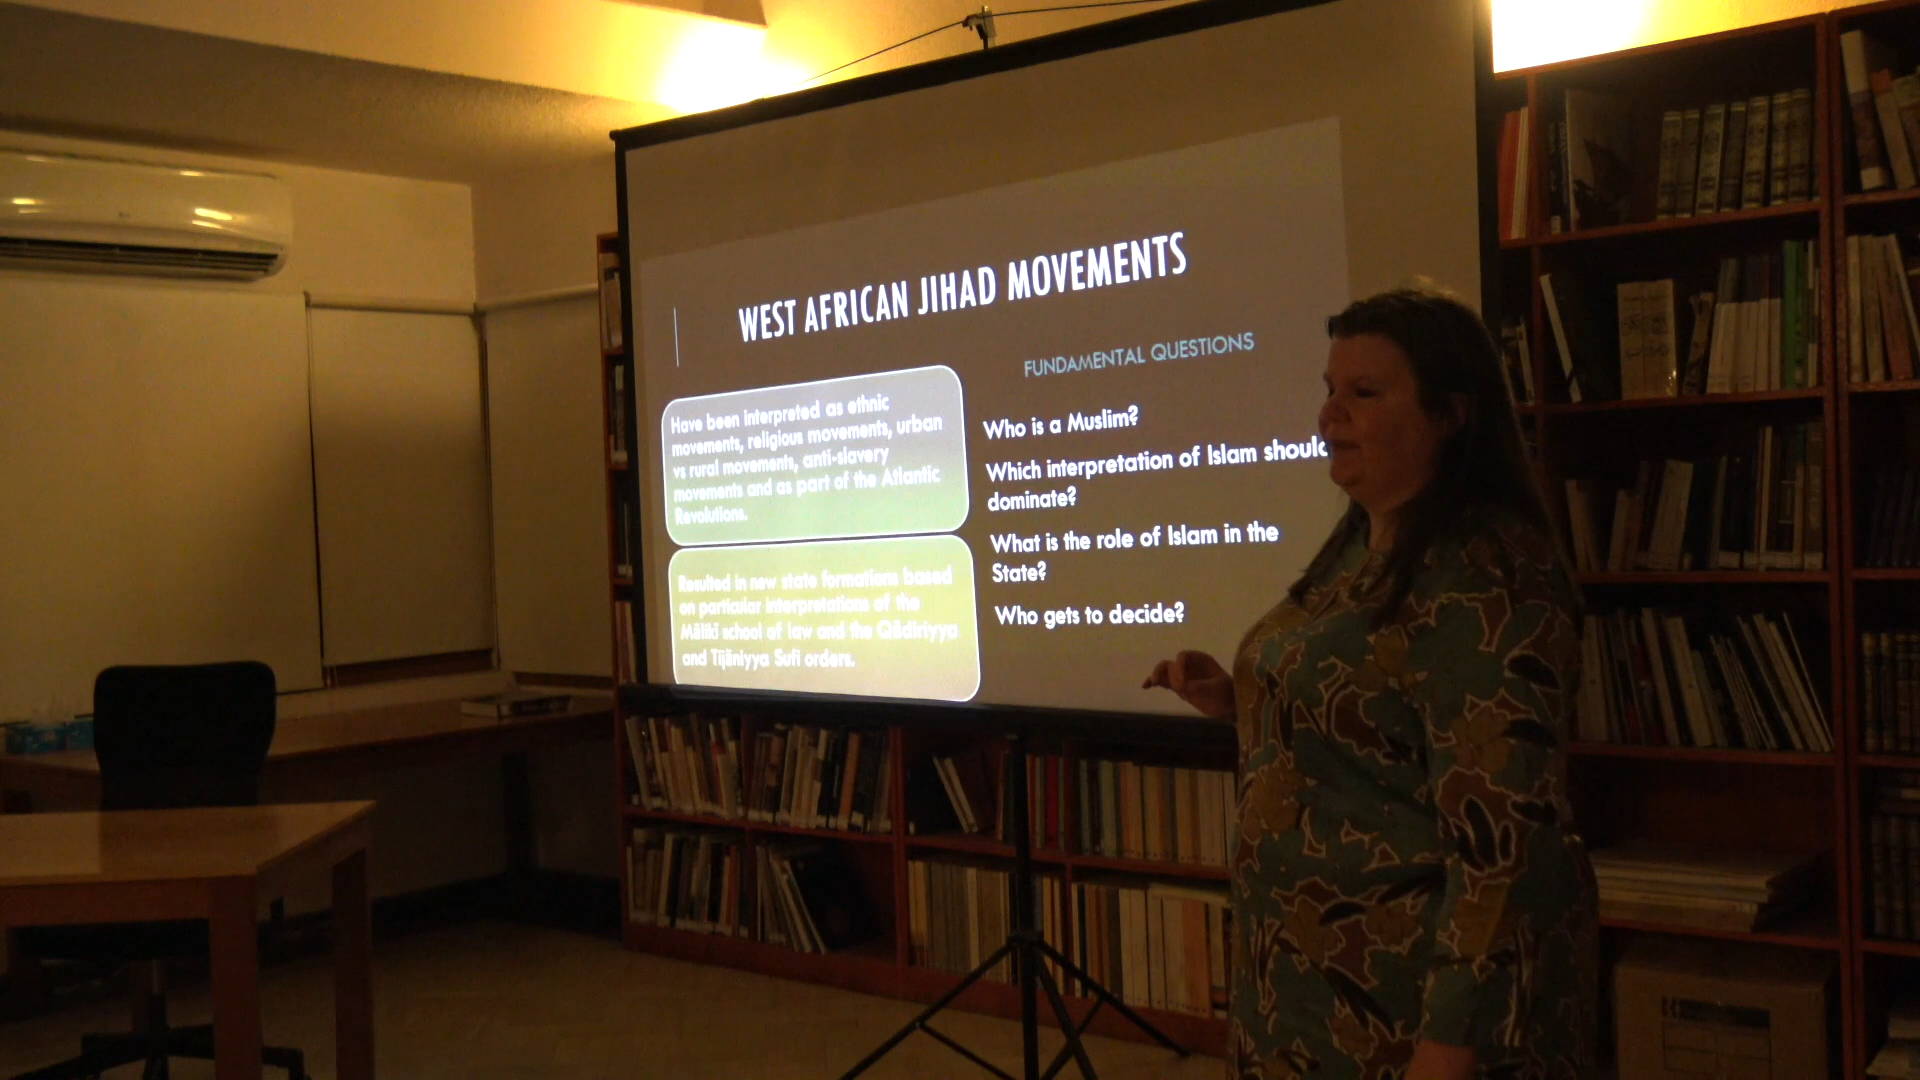 WEST AFRICAN JIHAD MOVEMENTS
Have been interpreted as ethnic
movements, religious movements, urban
vs rural movements, anti-slavery
movements and as part of the Atlantic
Revolutions.
Resulted in new state formations based
on particular interpretations of the
Mālikī school of law and the Qādiriyya
and Tijāniyya Sufi orders.
FUNDAMENTAL QUESTIONS
Who is a Muslim?
Which interpretation of Islam should
dominate?
What is the role of Islam in the
State?
Who gets to decide?